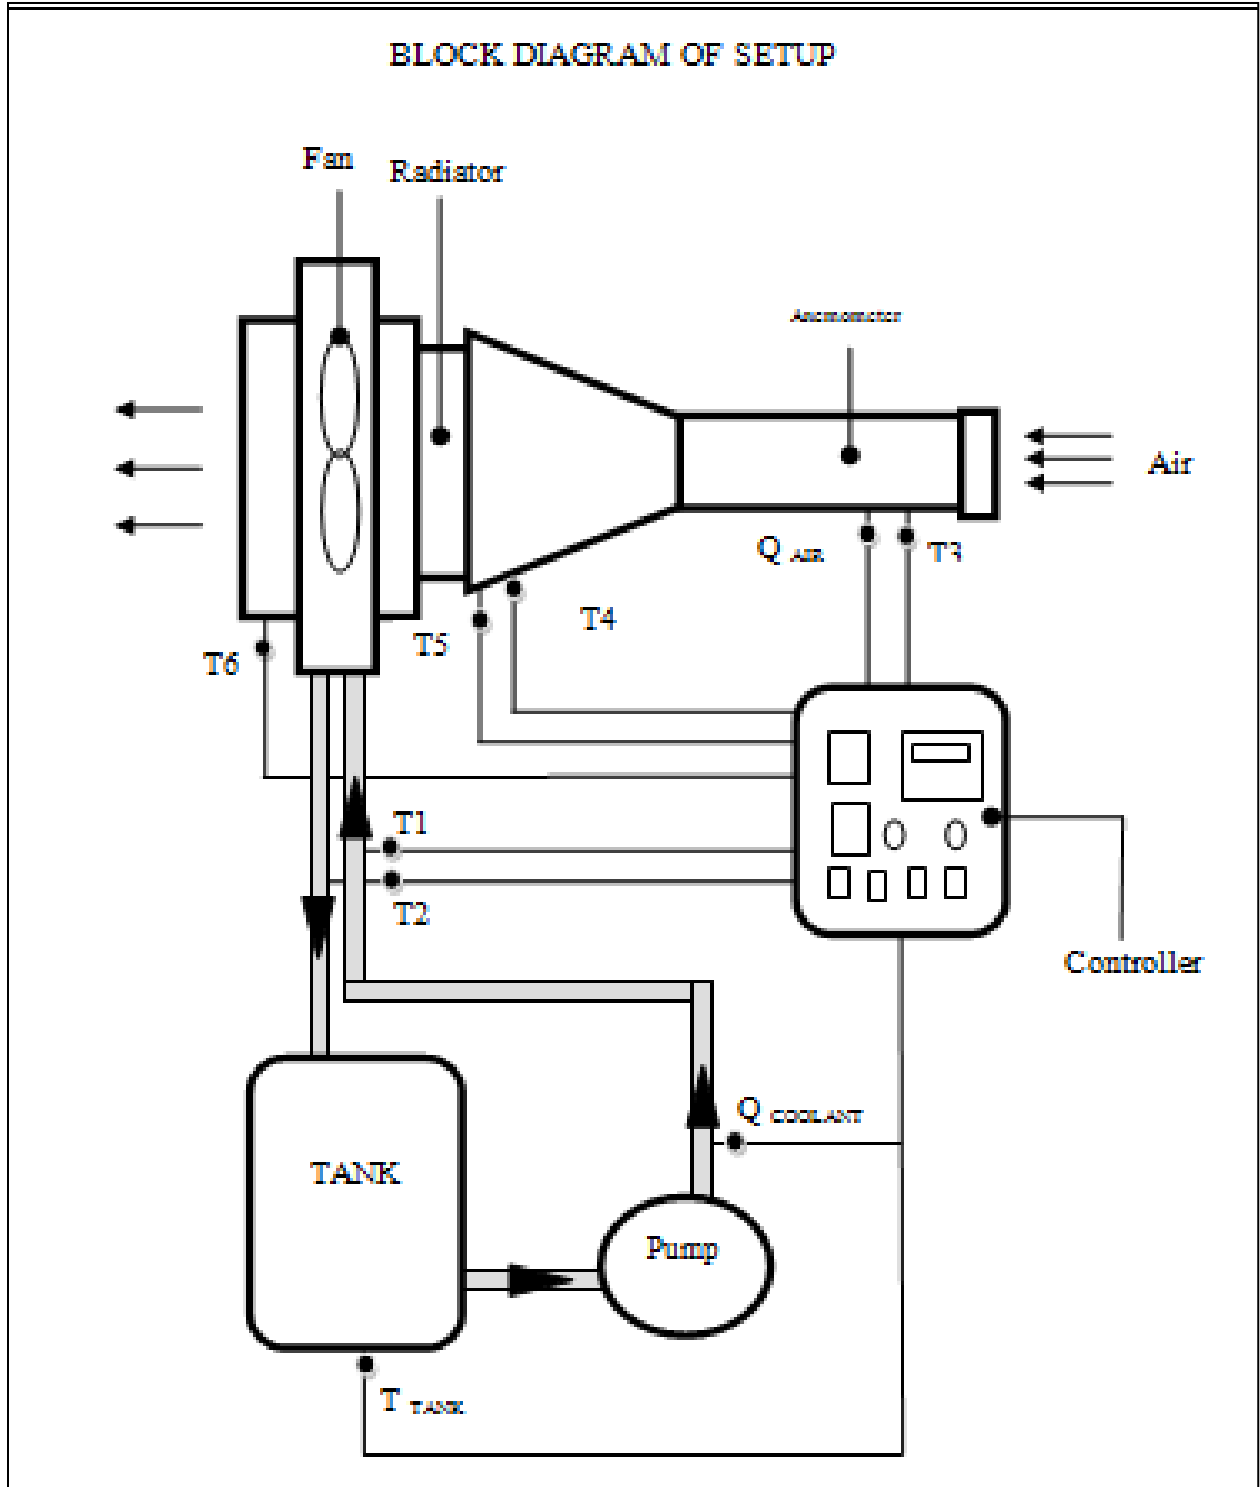 BLOCK DIAGRAM OF SETUP
Fan
Radiator
Anemometer
Air
Q AIR
T3
T4
T5
T6
T1
T2
Controller
Q COOLANT
TANK
Pump
T TANK